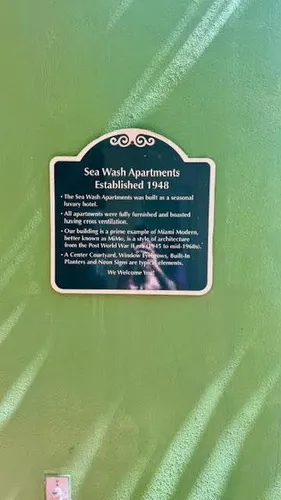 Sea Wash Apartments
Established 1948
• The Sea Wash Apartments was built as a seasonal
luxury hotel.
• All apartments were fully furnished and boasted
having cross ventilation.
• Our building is a prime example of Miami Modern,
better known as MiMo, is a style of architecture
from the Post World War II era (1945 to mid-1960s).
• A Center Courtyard, Window Eyebrows, Built-In
Planters and Neon Signs are typical elements.
We Welcome You!